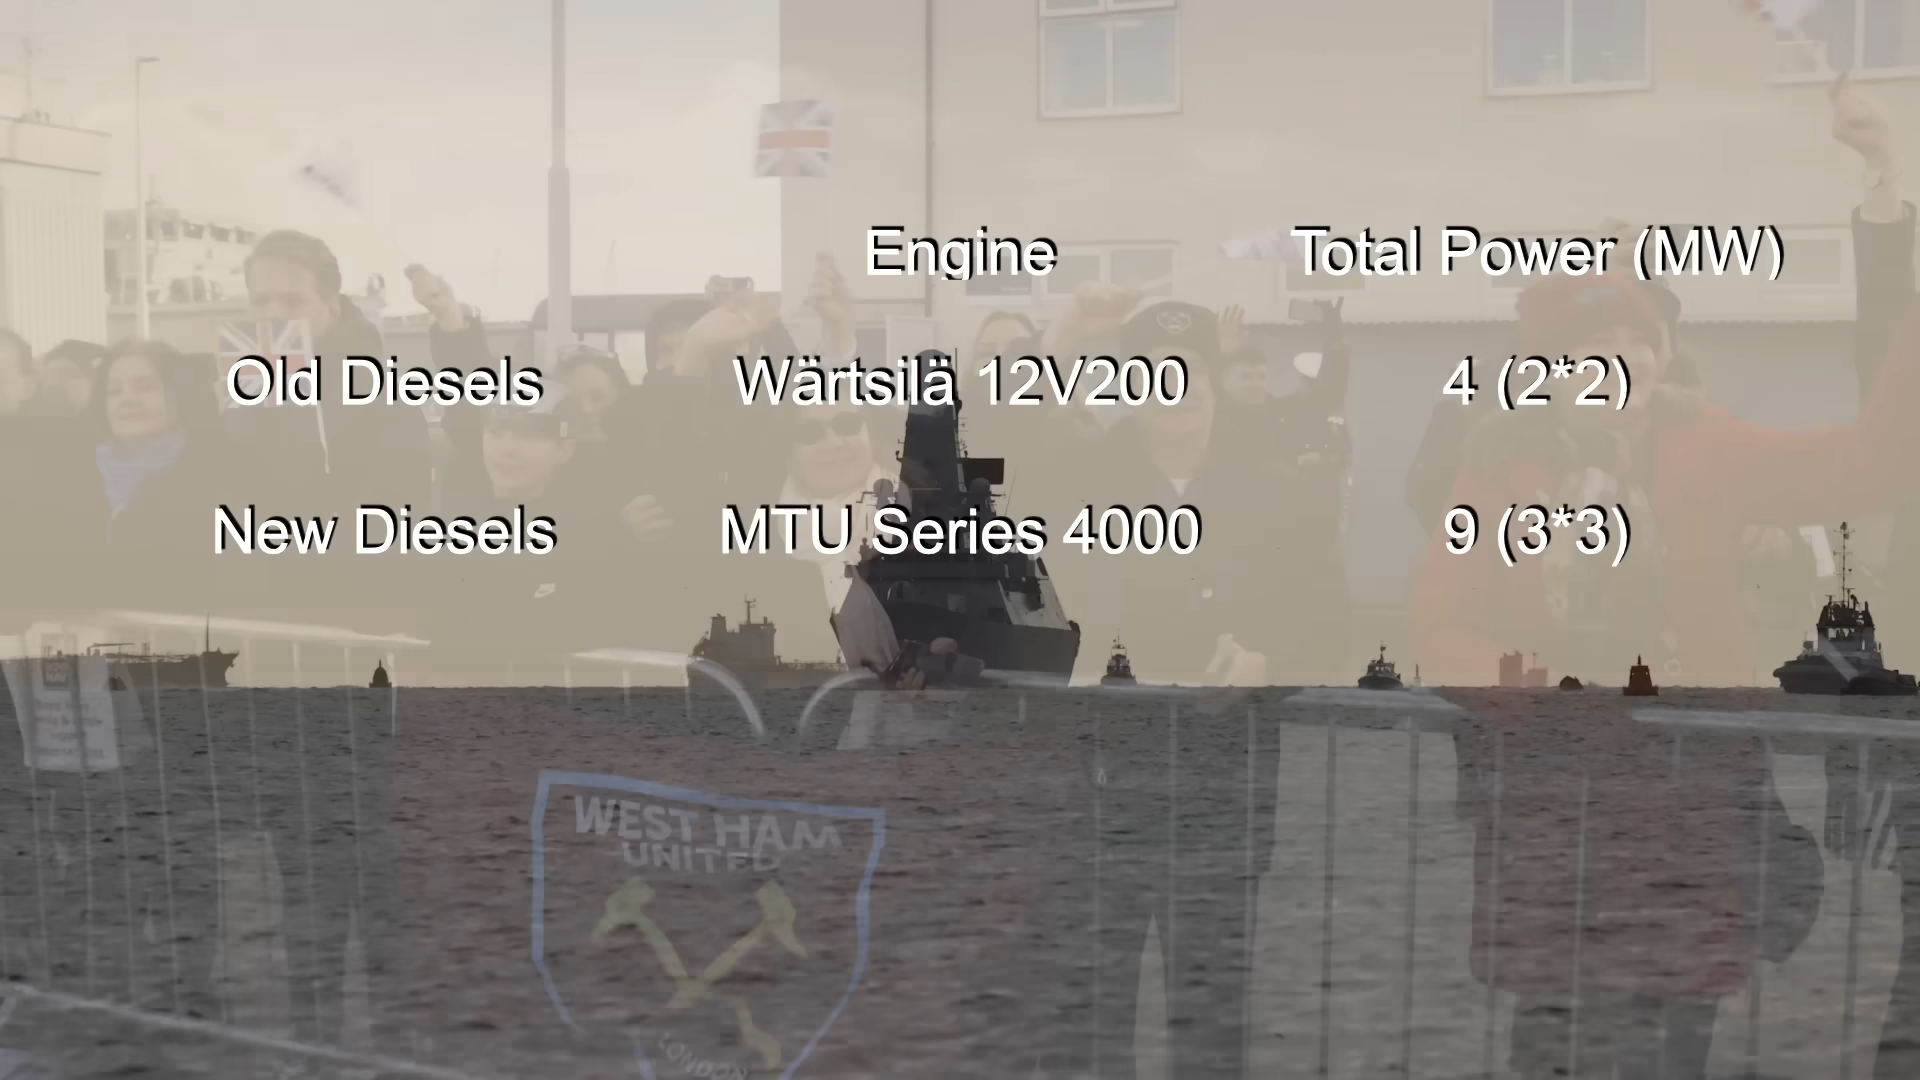 Engine Total Power (MW)
Old Diesels Wärtsilä 12V200 4 (2*2)
New Diesels MTU Series 4000 9 (3*3)
WEST HAM
UNITED
LONDON